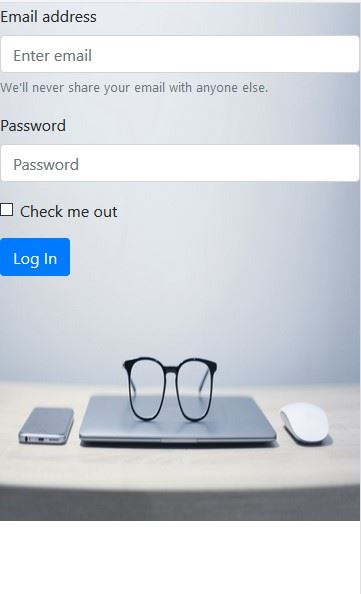 Email address
Enter email
We'll never share your email with anyone else.
Password
Password
Check me out
Log In